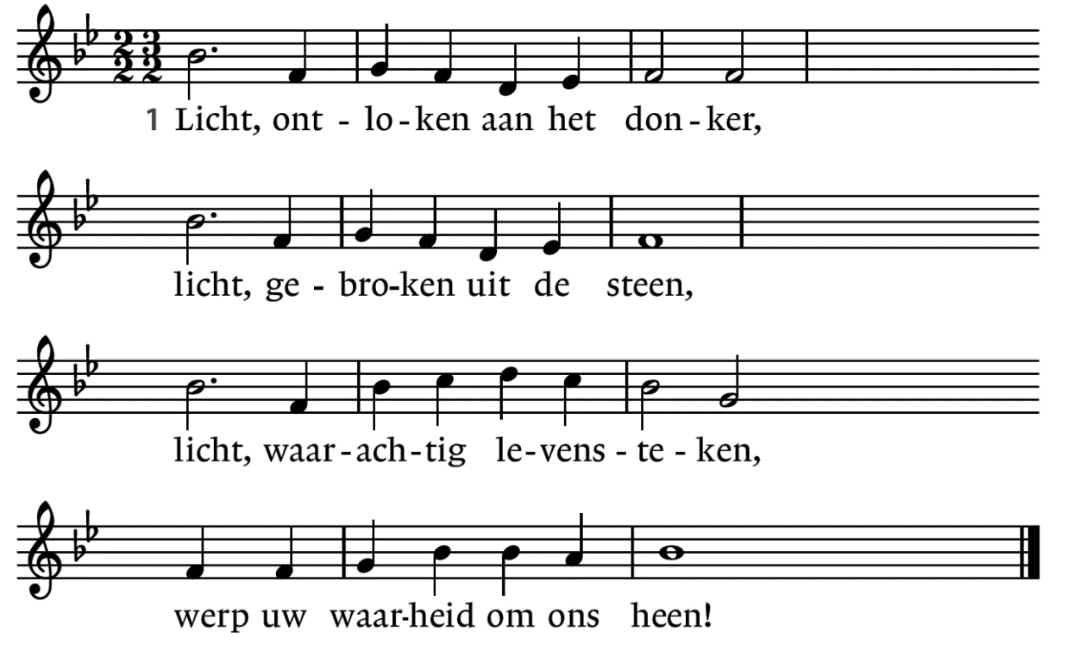 1 Licht, ont - lo - ken aan het don - ker,
licht, ge - bro-ken uit de steen,
licht, waar - ach - tig le - vens - te - ken,
werp uw waar-heid om ons heen!